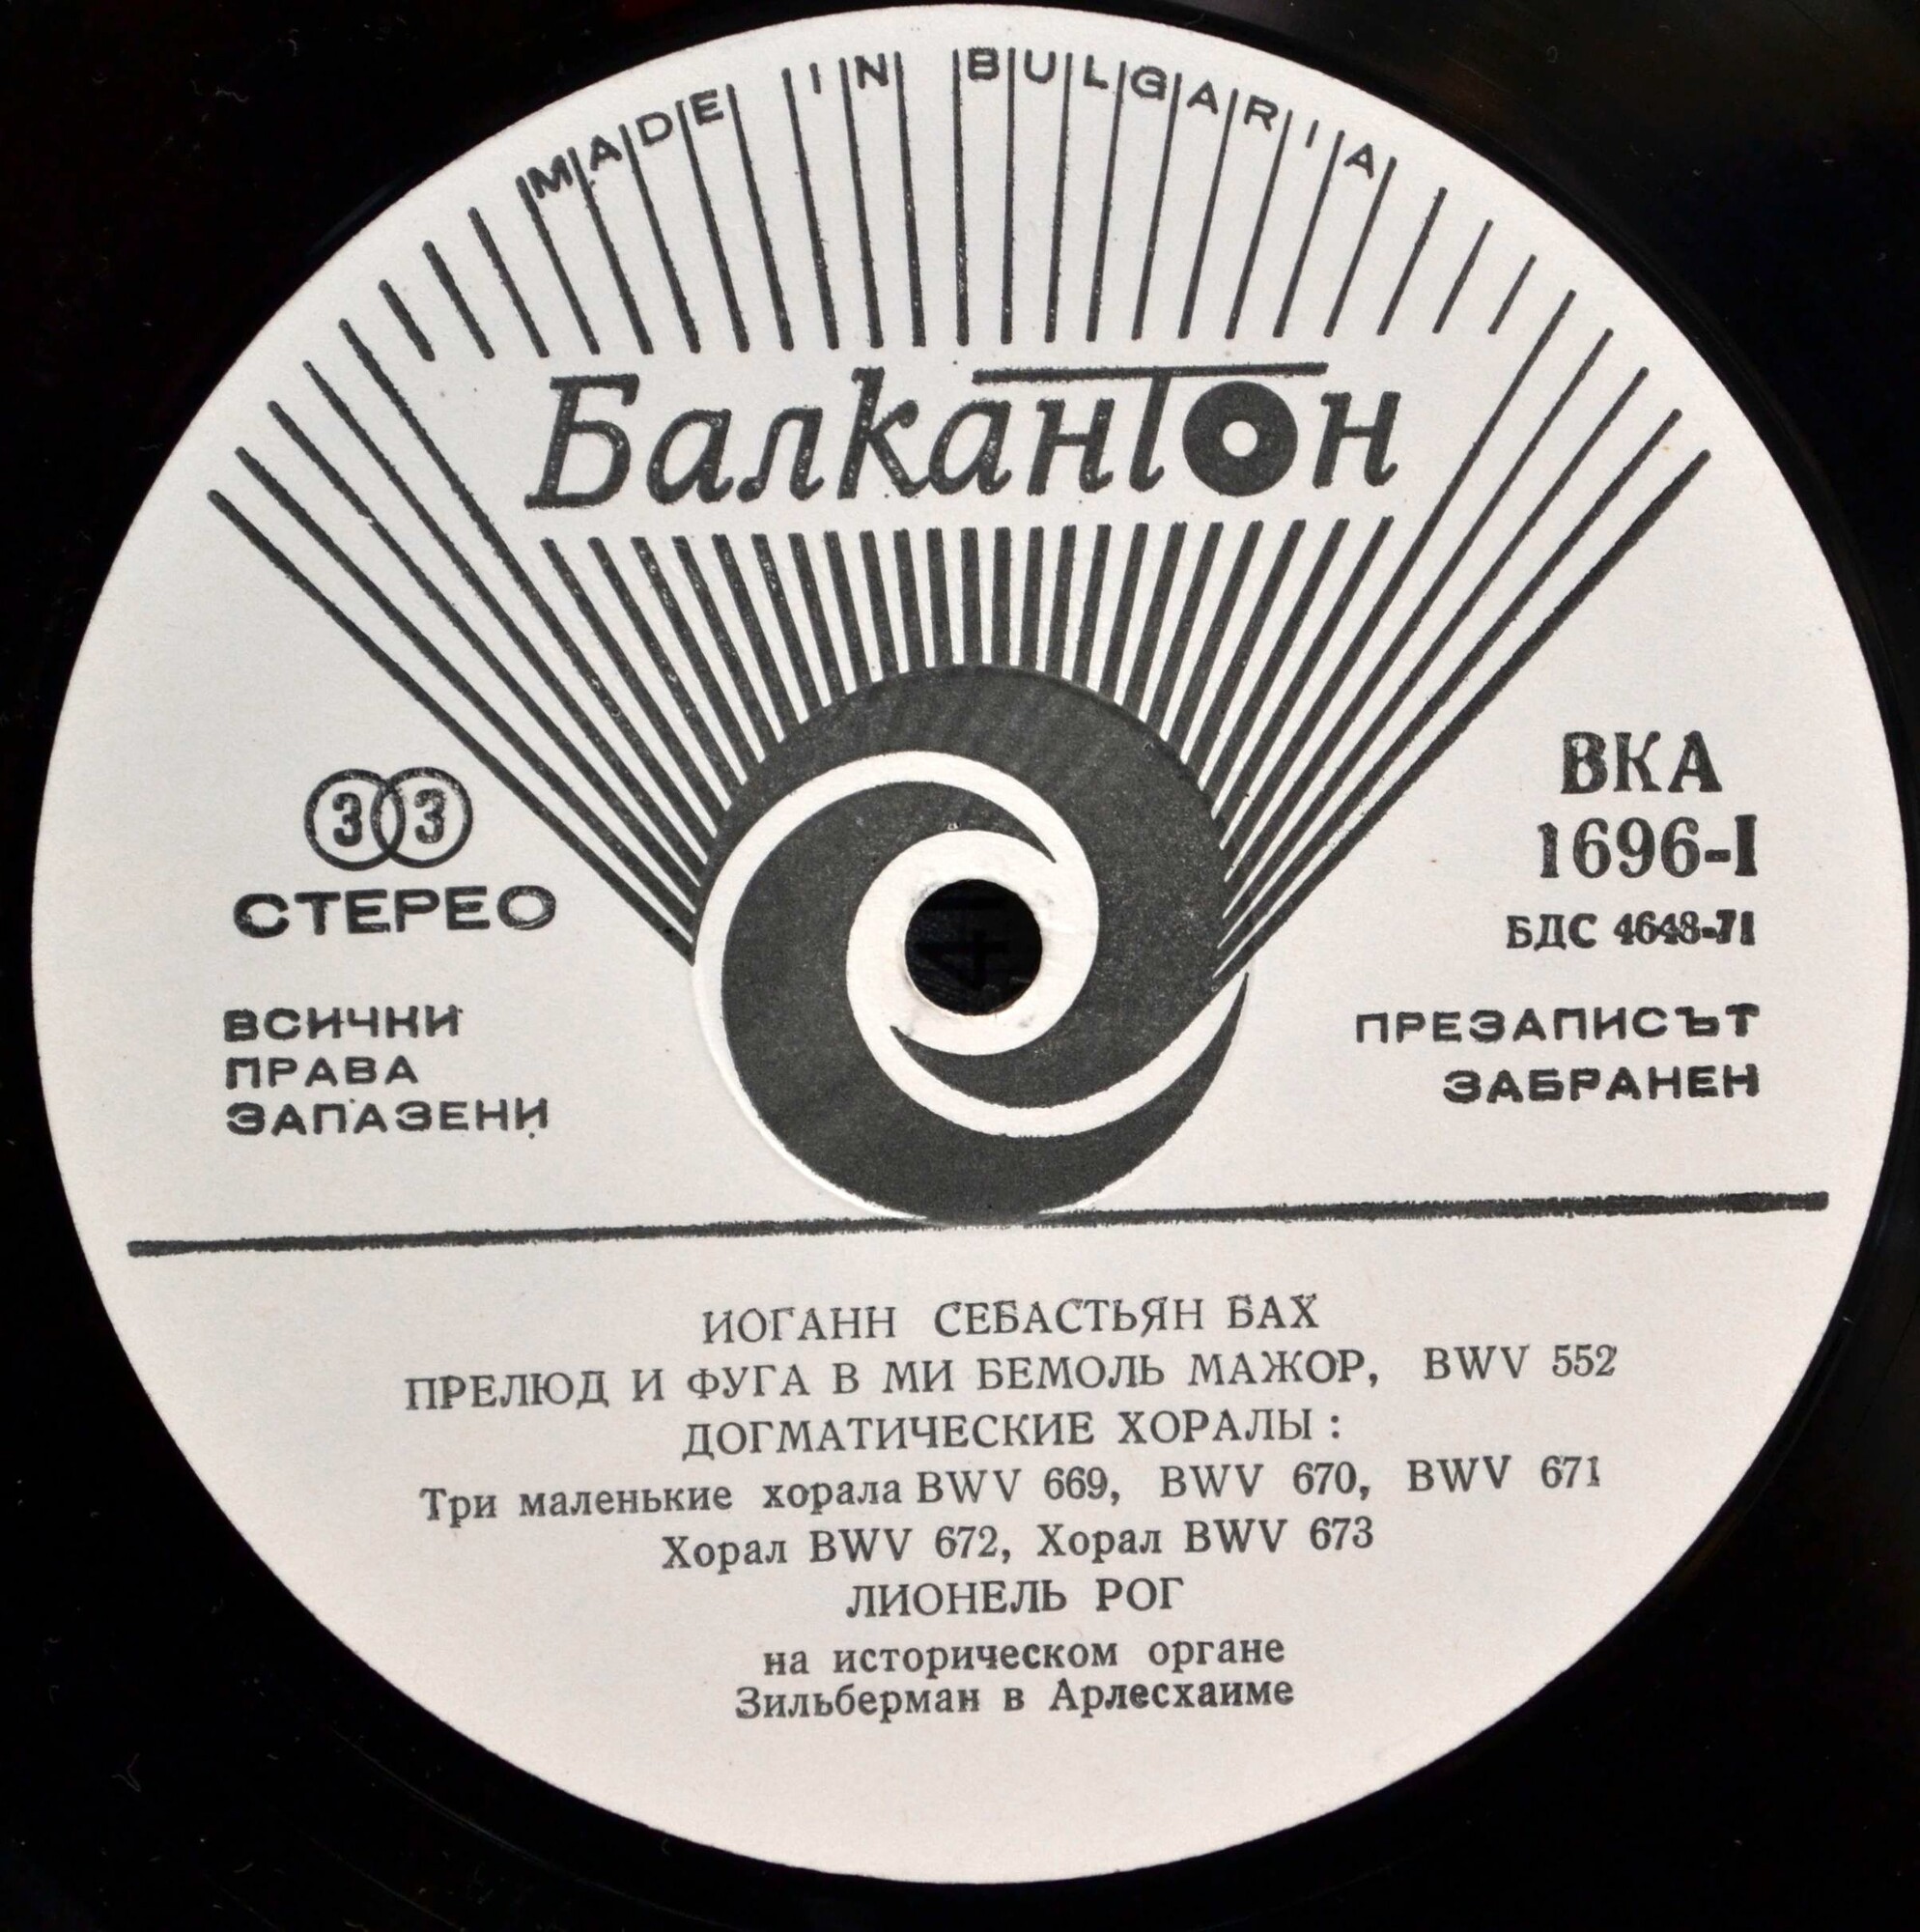 MADE IN BULGARIA
Балкантон
33
СТЕРЕО
ВСИЧКИ
ПРАВА
ЗАПАЗЕНИ
ВКА
1696-I
БДС 4648-71
ПРЕЗАПИСЪТ
ЗАБРАНЕН
ИОГАНН СЕБАСТЬЯН БАХ
ПРЕЛЮД И ФУГА В МИ БЕМОЛЬ МАЖОР, BWV 552
ДОГМАТИЧЕСКИЕ ХОРАЛЫ :
Три маленькие хорала BWV 669, BWV 670, BWV 671
Хорал BWV 672, Хорал BWV 673
ЛИОНЕЛЬ РОГ
на историческом органе
Зильберман в Арлесхаиме